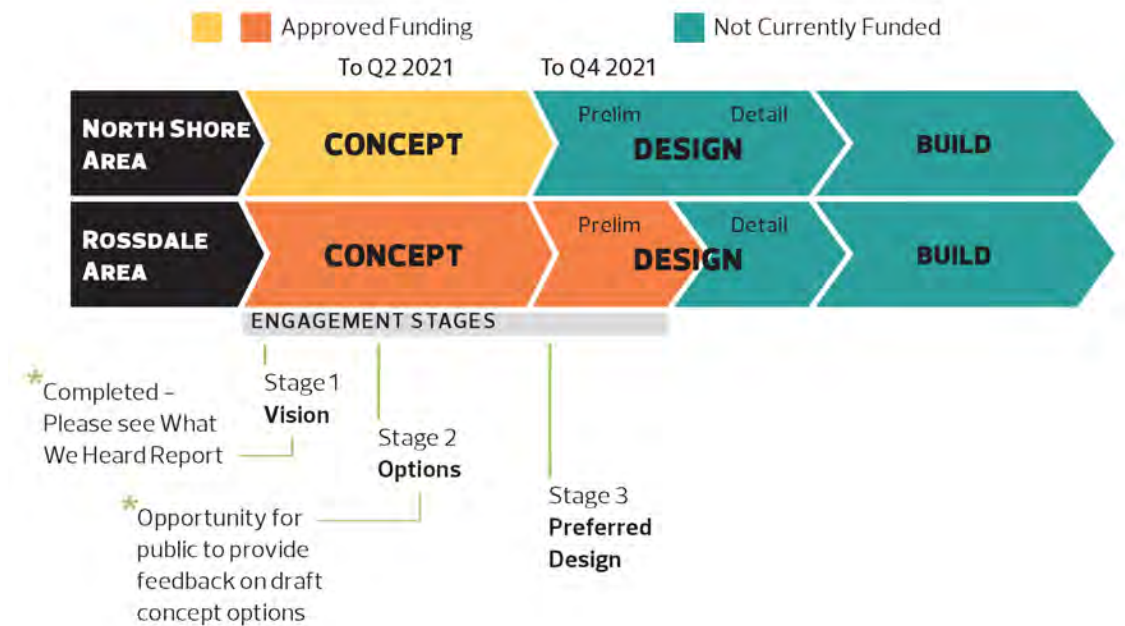 Approved Funding
Not Currently Funded
To Q2 2021
To Q4 2021
NORTH SHORE
AREA
CONCEPT
Prelim
Detail
DESIGN
BUILD
ROSSDALE
AREA
CONCEPT
Prelim
Detail
DESIGN
BUILD
ENGAGEMENT STAGES
Stage 1
Vision
*Completed –
Please see What
We Heard Report
Stage 2
Options
*Opportunity for
public to provide
feedback on draft
concept options
Stage 3
Preferred
Design